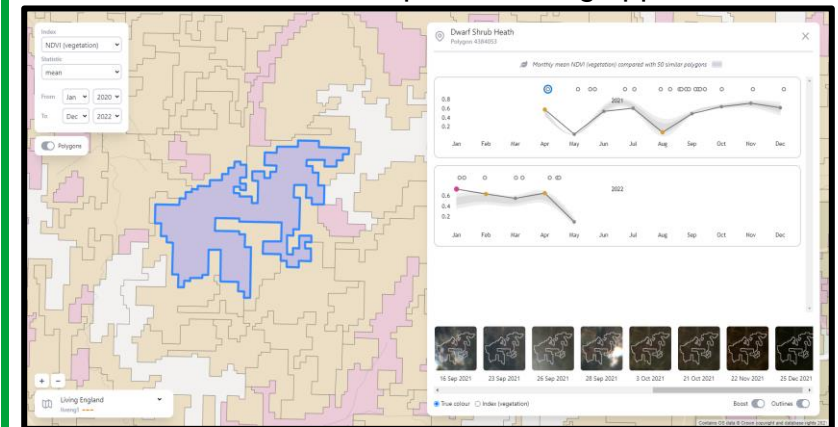 Index
NDVI (vegetation)
Statistic
mean
From: Jan 2020
To: Dec 2022
Polygons
Dwarf Shrub Heath
Polygon 4384053
Monthly mean NDVI (vegetation) compared with 50 similar polygons
2021
0.8
0.6
0.4
0.2
Jan Feb Mar Apr May Jun Jul Aug Sep Oct Nov Dec
2022
0.6
0.4
0.2
Jan Feb Mar Apr May Jun Jul Aug Sep Oct Nov Dec
16 Sep 2021 23 Sep 2021 26 Sep 2021 28 Sep 2021 3 Oct 2021 21 Oct 2021 22 Nov 2021 25 Dec 2021
True colour Index (vegetation) Boost Outlines
+ −
Living England
living1
Contains OS data © Crown copyright and database rights 202